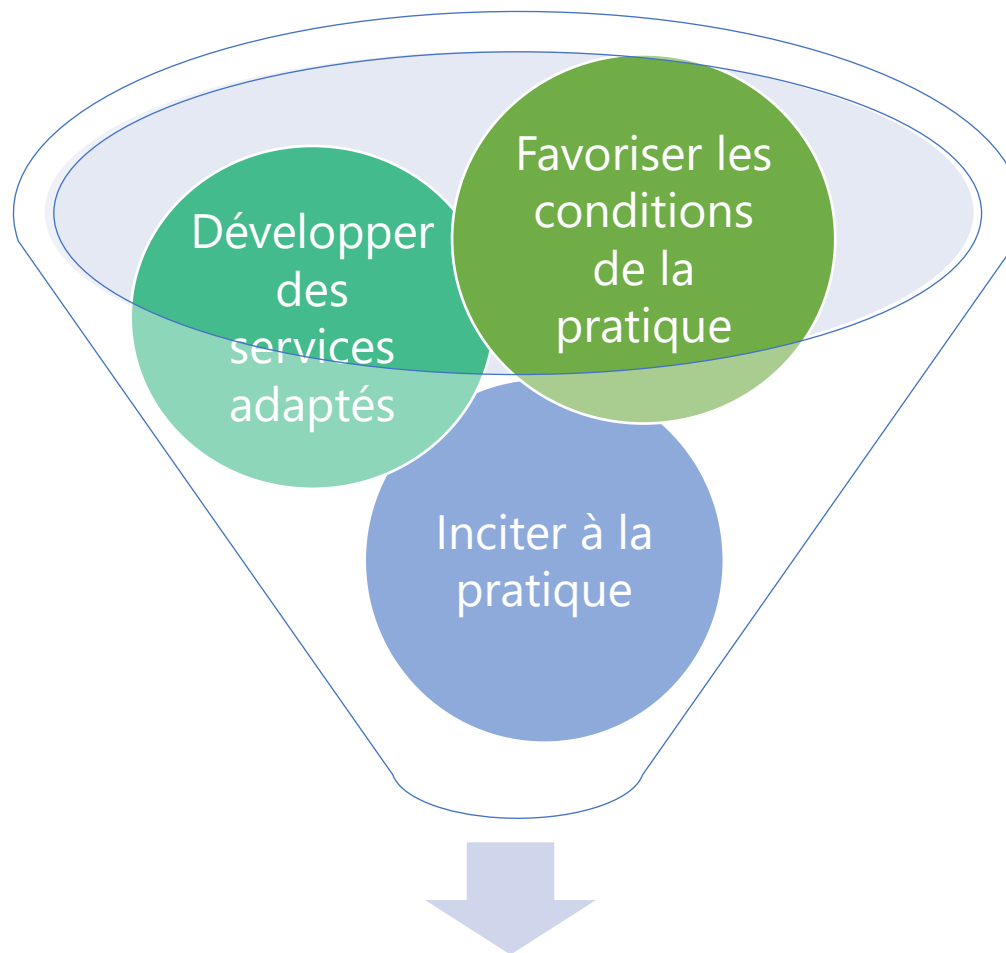 Développer
des
services
adaptés
Favoriser les
conditions
de la
pratique
Inciter à la
pratique